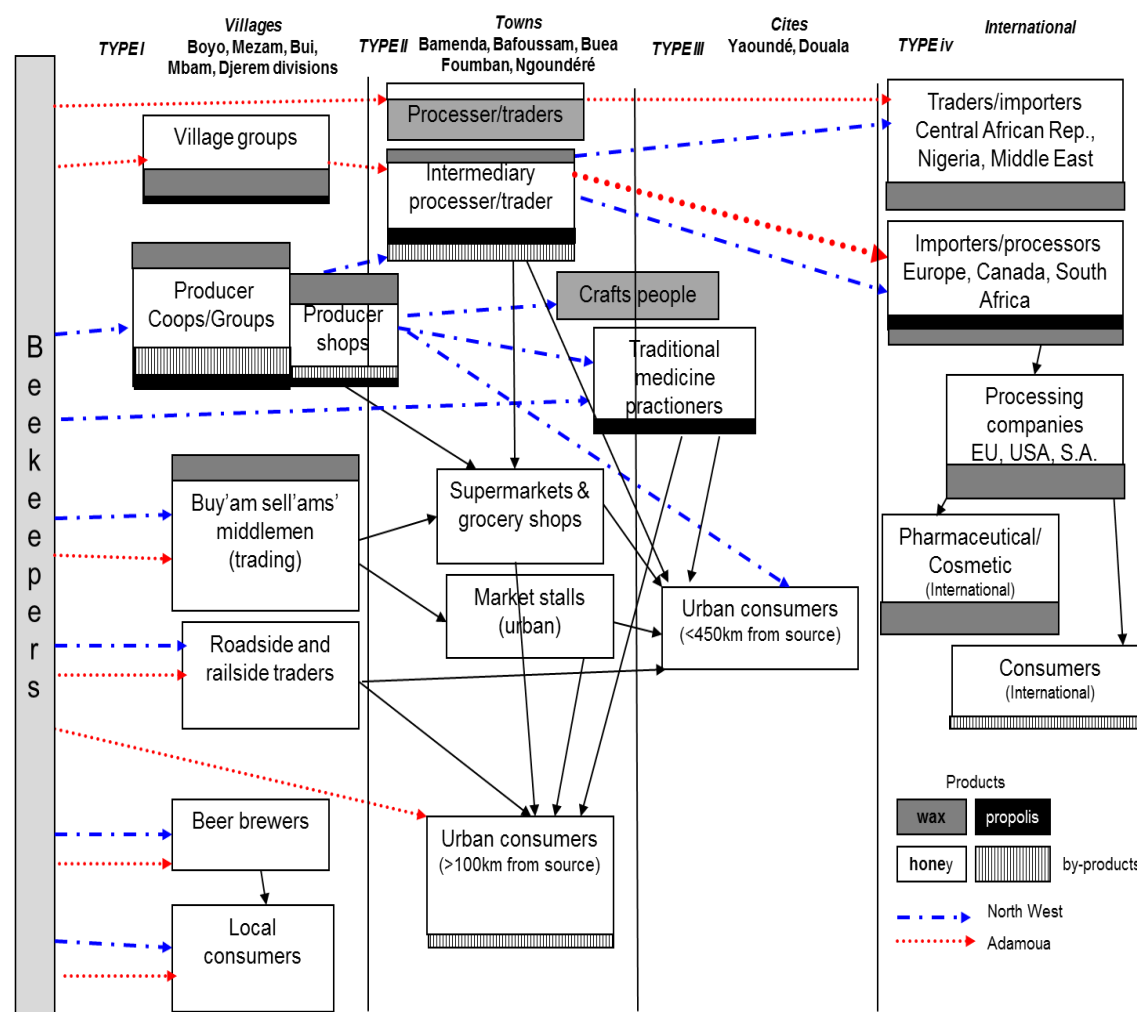 Villages
TYPE I
Boyo, Mezam, Bui,
Mbam, Djerem divisions
Towns
TYPE II
Bamenda, Bafoussam, Buea
Foumban, Ngoundéré
Cites
TYPE III
Yaoundé, Douala
International
TYPE iv
Beekeepers
Processer/traders
Traders/importers
Central African Rep.,
Nigeria, Middle East
Village groups
Intermediary
processer/trader
Importers/processors
Europe, Canada, South
Africa
Producer
Coops/Groups
Producer
shops
Crafts people
Traditional
medicine
practioners
Processing
companies
EU, USA, S.A.
Buy'am sell'ams'
middlemen
(trading)
Supermarkets &
grocery shops
Pharmaceutical/
Cosmetic
(International)
Market stalls
(urban)
Urban consumers
(<450km from source)
Roadside and
railside traders
Consumers
(International)
Beer brewers
Urban consumers
(>100km from source)
Local
consumers
Products
wax
propolis
honey
by-products
North West
Adamoua